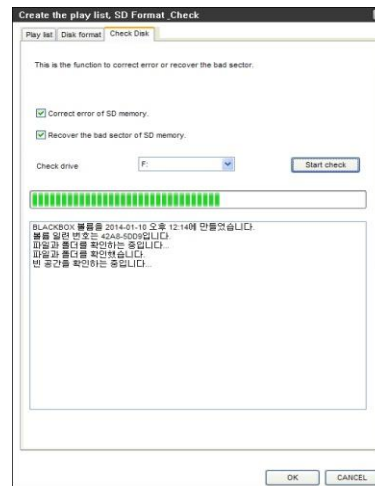 Create the play list, SD Format_Check
Play list Disk format Check Disk
This is the function to correct error or recover the bad sector.
Correct error of SD memory.
Recover the bad sector of SD memory.
Check drive F: Start check
BLACKBOX 볼륨을 2014-01-10 오후 12:14에 만들었습니다.
볼륨 일련 번호는 42A8-5DD9입니다.
파일과 폴더를 확인하는 중입니다...
파일과 폴더를 확인했습니다.
빈 공간을 확인하는 중입니다...
OK CANCEL